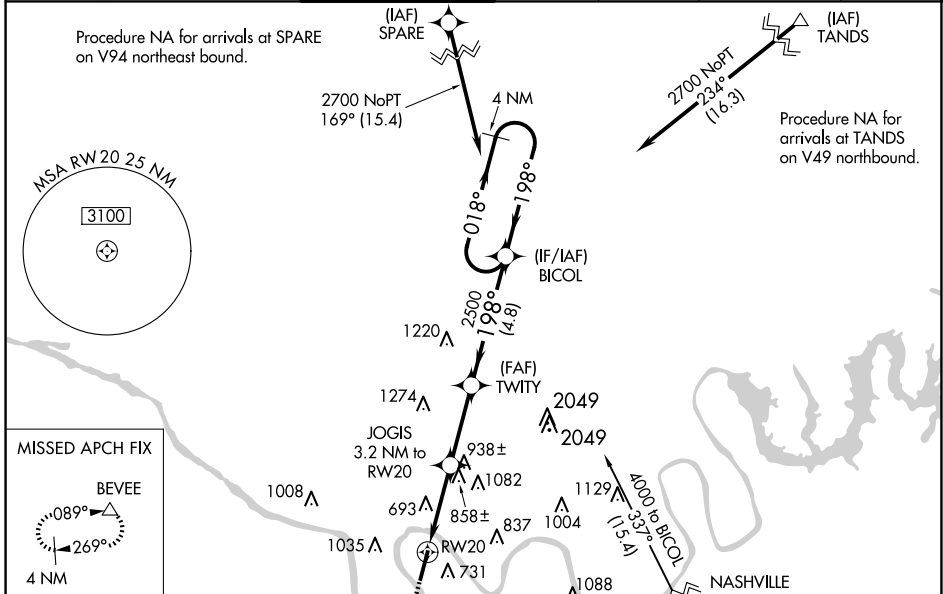 Procedure NA for arrivals at SPARE
on V94 northeast bound.
(IAF)
SPARE
(IAF)
TANDS
2700 NoPT
169° (15.4)
4 NM
2700 NoPT
234°
(16.3)
Procedure NA for
arrivals at TANDS
on V49 northbound.
MSA RW20 25 NM
3100
018°
198°
(IF/IAF)
BICOL
2500
198°
(4.8)
1220
(FAF)
TWITY
1274
2049
2049
JOGIS
3.2 NM to
RW20
938±
1082
858±
1008
693
1004
1129
837
1035
RW20
731
1088
4000 to BICOL
337°
(15.4)
NASHVILLE
MISSED APCH FIX
BEVEE
089°
269°
4 NM